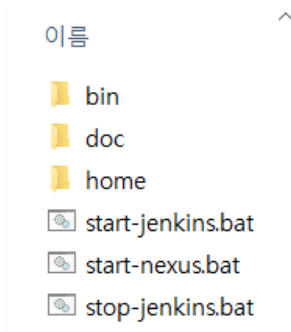 이름
bin
doc
home
start-jenkins.bat
start-nexus.bat
stop-jenkins.bat